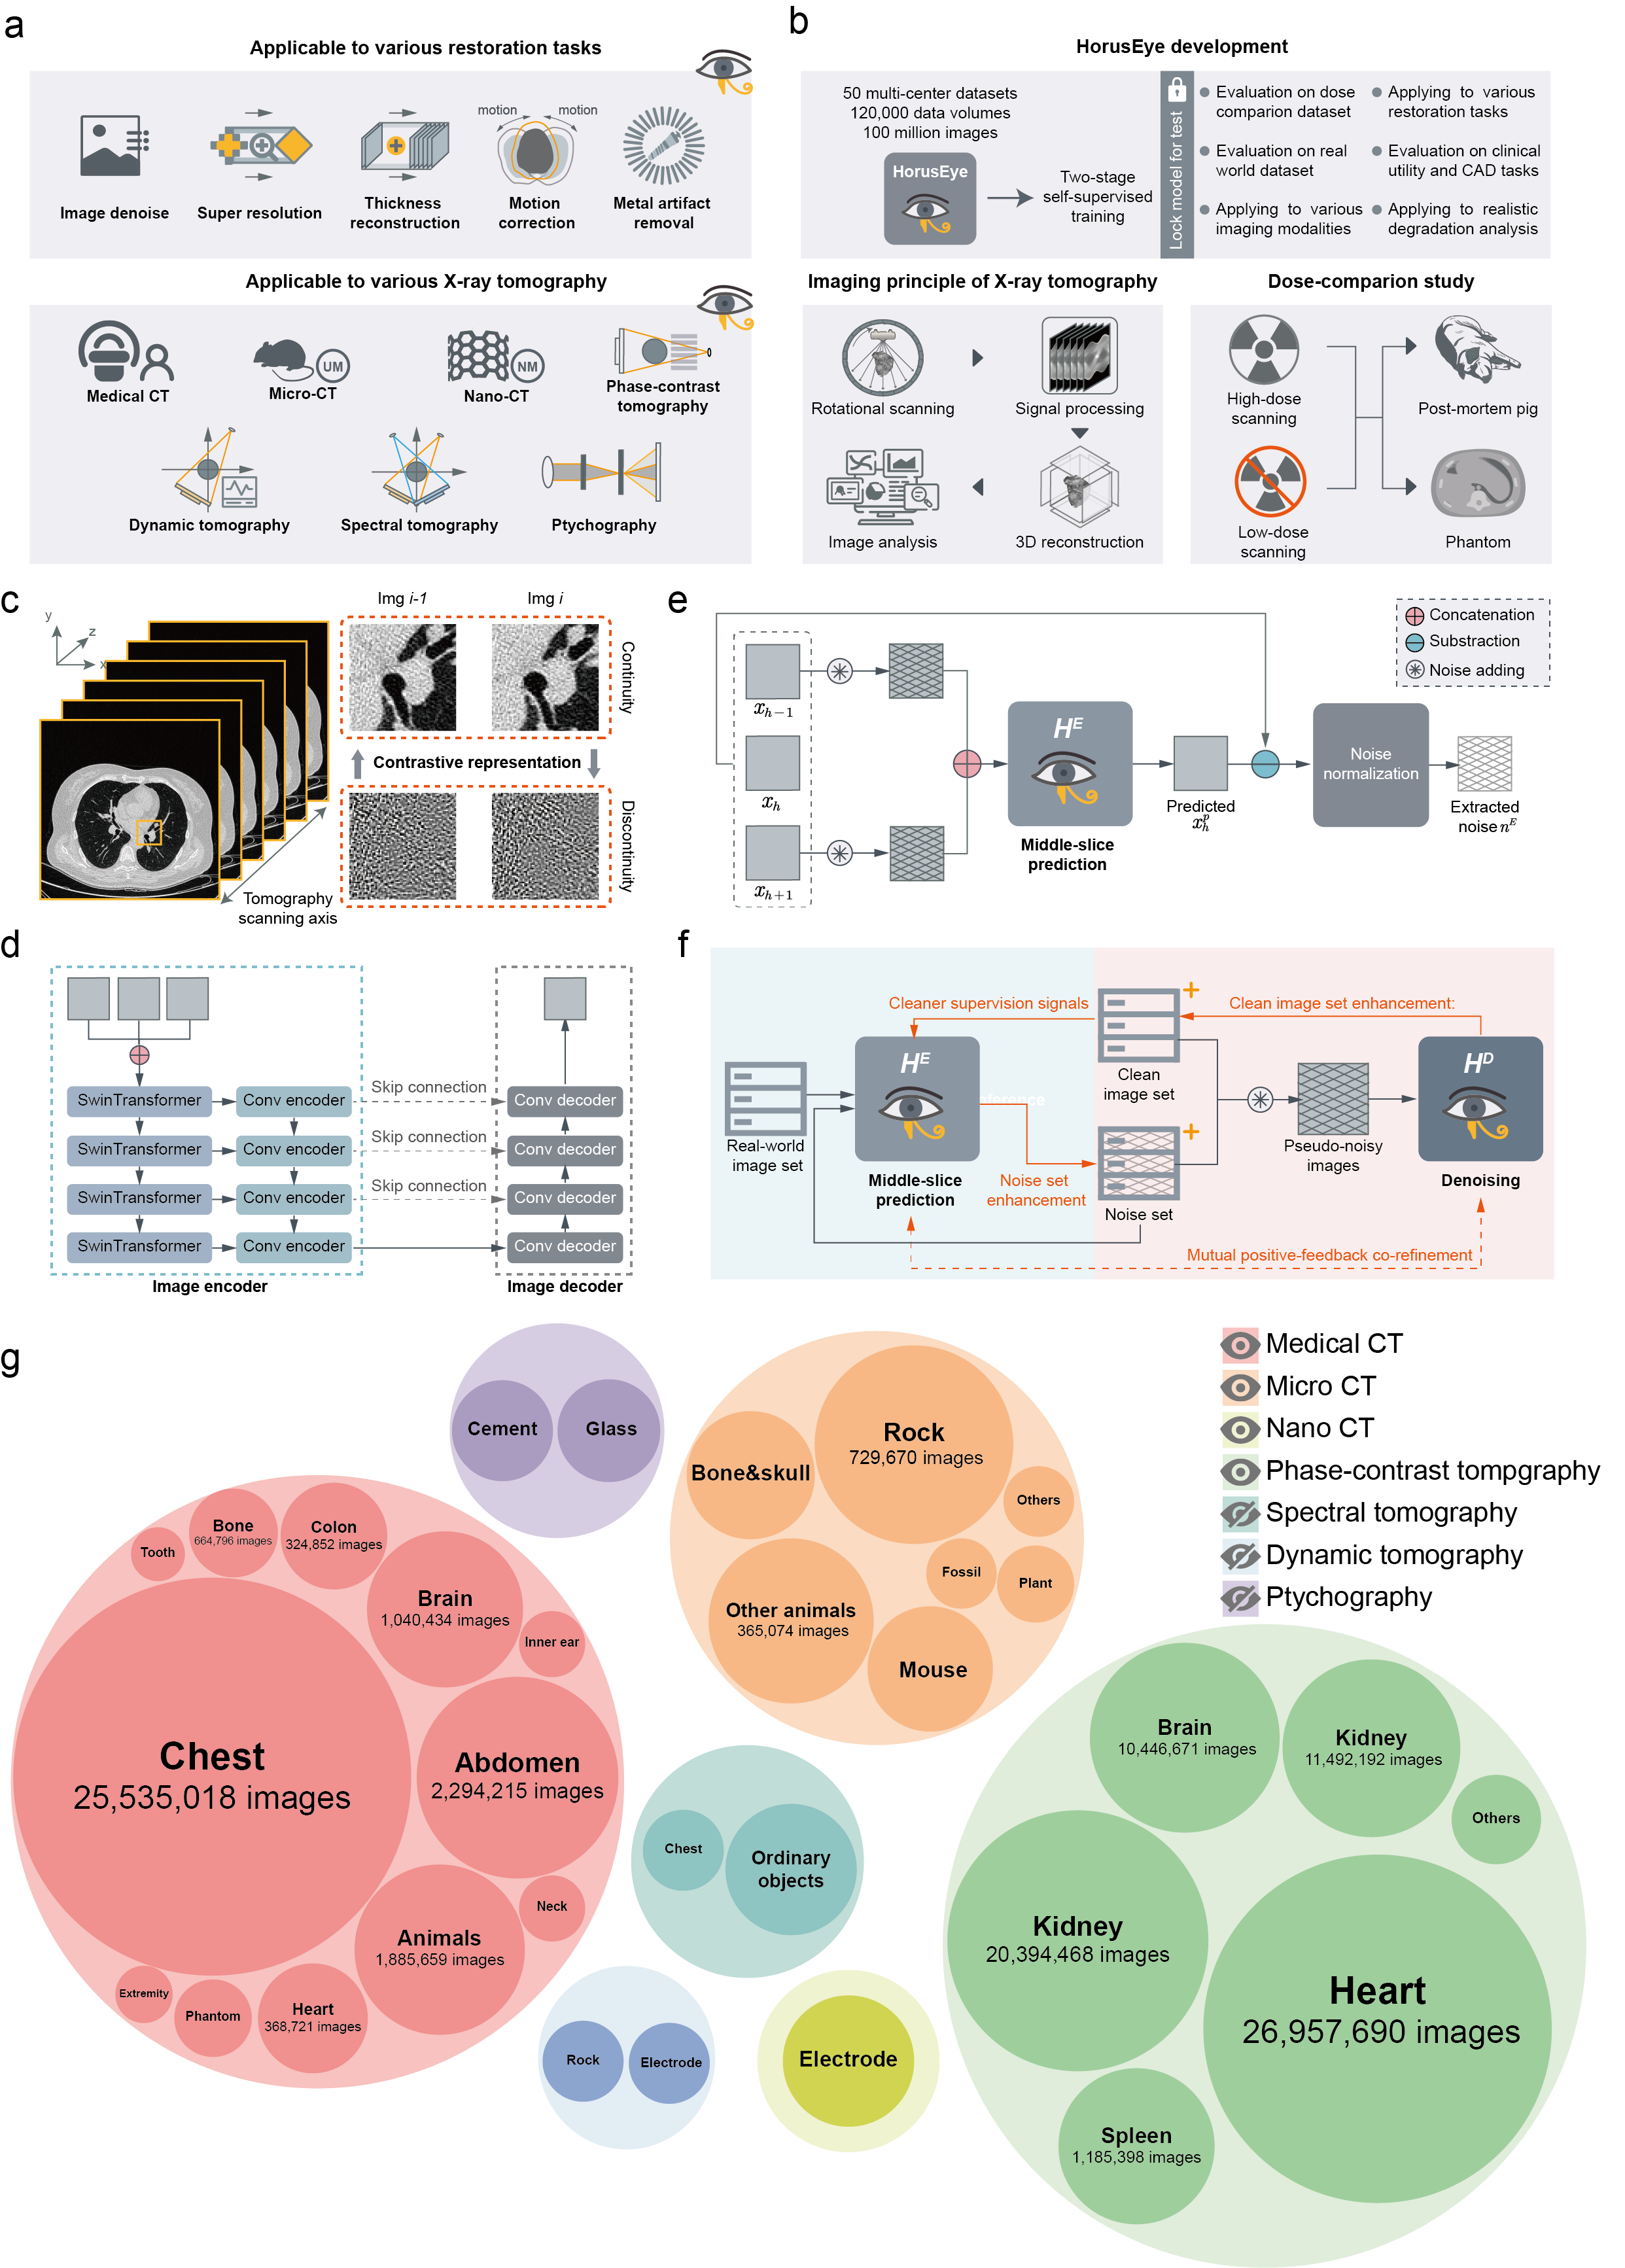 a
Applicable to various restoration tasks
motion
motion
Image denoise
Super resolution
Thickness
reconstruction
Motion
correction
Metal artifact
removal
Applicable to various X-ray tomography
Medical CT
UM
Micro-CT
NM
Nano-CT
Phase-contrast
tomography
Dynamic tomography
Spectral tomography
Ptychography
b
HorusEye development
50 multi-center datasets
120,000 data volumes
100 million images
HorusEye
Two-stage
self-supervised
training
Lock model for test
Evaluation on dose
comparion dataset
Applying to various
restoration tasks
Evaluation on real
world dataset
Evaluation on clinical
utility and CAD tasks
Applying to various
imaging modalities
Applying to realistic
degradation analysis
Imaging principle of X-ray tomography
Rotational scanning
Signal processing
Image analysis
3D reconstruction
Dose-comparion study
High-dose
scanning
Post-mortem pig
Low-dose
scanning
Phantom
c
y
z
x
Img i-1
Img i
Continuity
Contrastive representation
Discontinuity
Tomography
scanning axis
e
Concatenation
Substraction
Noise adding
x_{h-1}
x_h
x_{h+1}
H^E
Middle-slice
prediction
Predicted
x_h^p
Noise
normalization
Extracted
noise n^E
d
SwinTransformer
Conv encoder
Skip connection
Conv decoder
SwinTransformer
Conv encoder
Skip connection
Conv decoder
SwinTransformer
Conv encoder
Skip connection
Conv decoder
SwinTransformer
Conv encoder
Conv decoder
Image encoder
Image decoder
f
Cleaner supervision signals
Clean image set enhancement:
Real-world
image set
H^E
nference
Middle-slice
prediction
Noise set
enhancement
Clean
image set
Noise set
Pseudo-noisy
images
H^D
Denoising
Mutual positive-feedback co-refinement
g
Medical CT
Micro CT
Nano CT
Phase-contrast tompgraphy
Spectral tomography
Dynamic tomography
Ptychography
Cement
Glass
Rock
729,670 images
Bone&skull
Others
Fossil
Plant
Other animals
365,074 images
Mouse
Tooth
Bone
664,796 images
Colon
324,852 images
Brain
1,040,434 images
Inner ear
Chest
25,535,018 images
Abdomen
2,294,215 images
Neck
Animals
1,885,659 images
Extremity
Phantom
Heart
368,721 images
Chest
Ordinary
objects
Rock
Electrode
Electrode
Brain
10,446,671 images
Kidney
11,492,192 images
Others
Kidney
20,394,468 images
Heart
26,957,690 images
Spleen
1,185,398 images